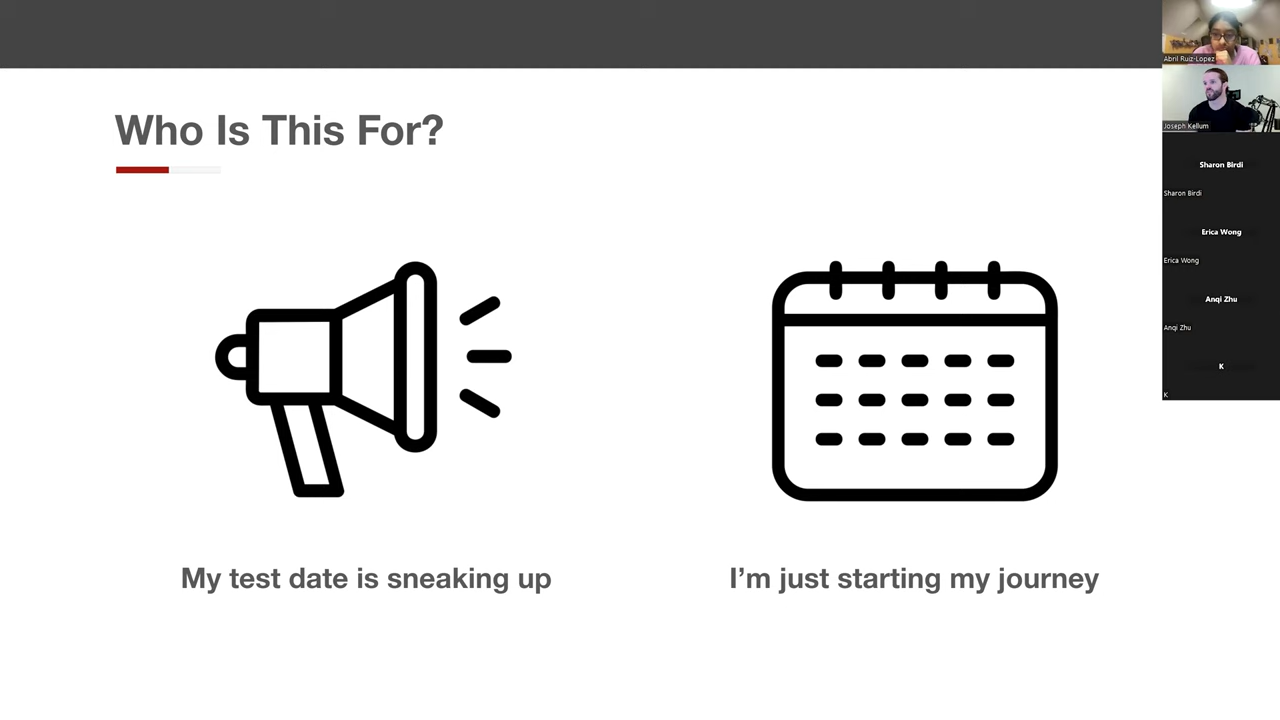 Who Is This For?
My test date is sneaking up
I’m just starting my journey
Abril Ruiz-Lopez
Joseph Kellum
Sharon Birdi
Sharon Birdi
Erica Wong
Erica Wong
Anqi Zhu
Anqi Zhu
K
K